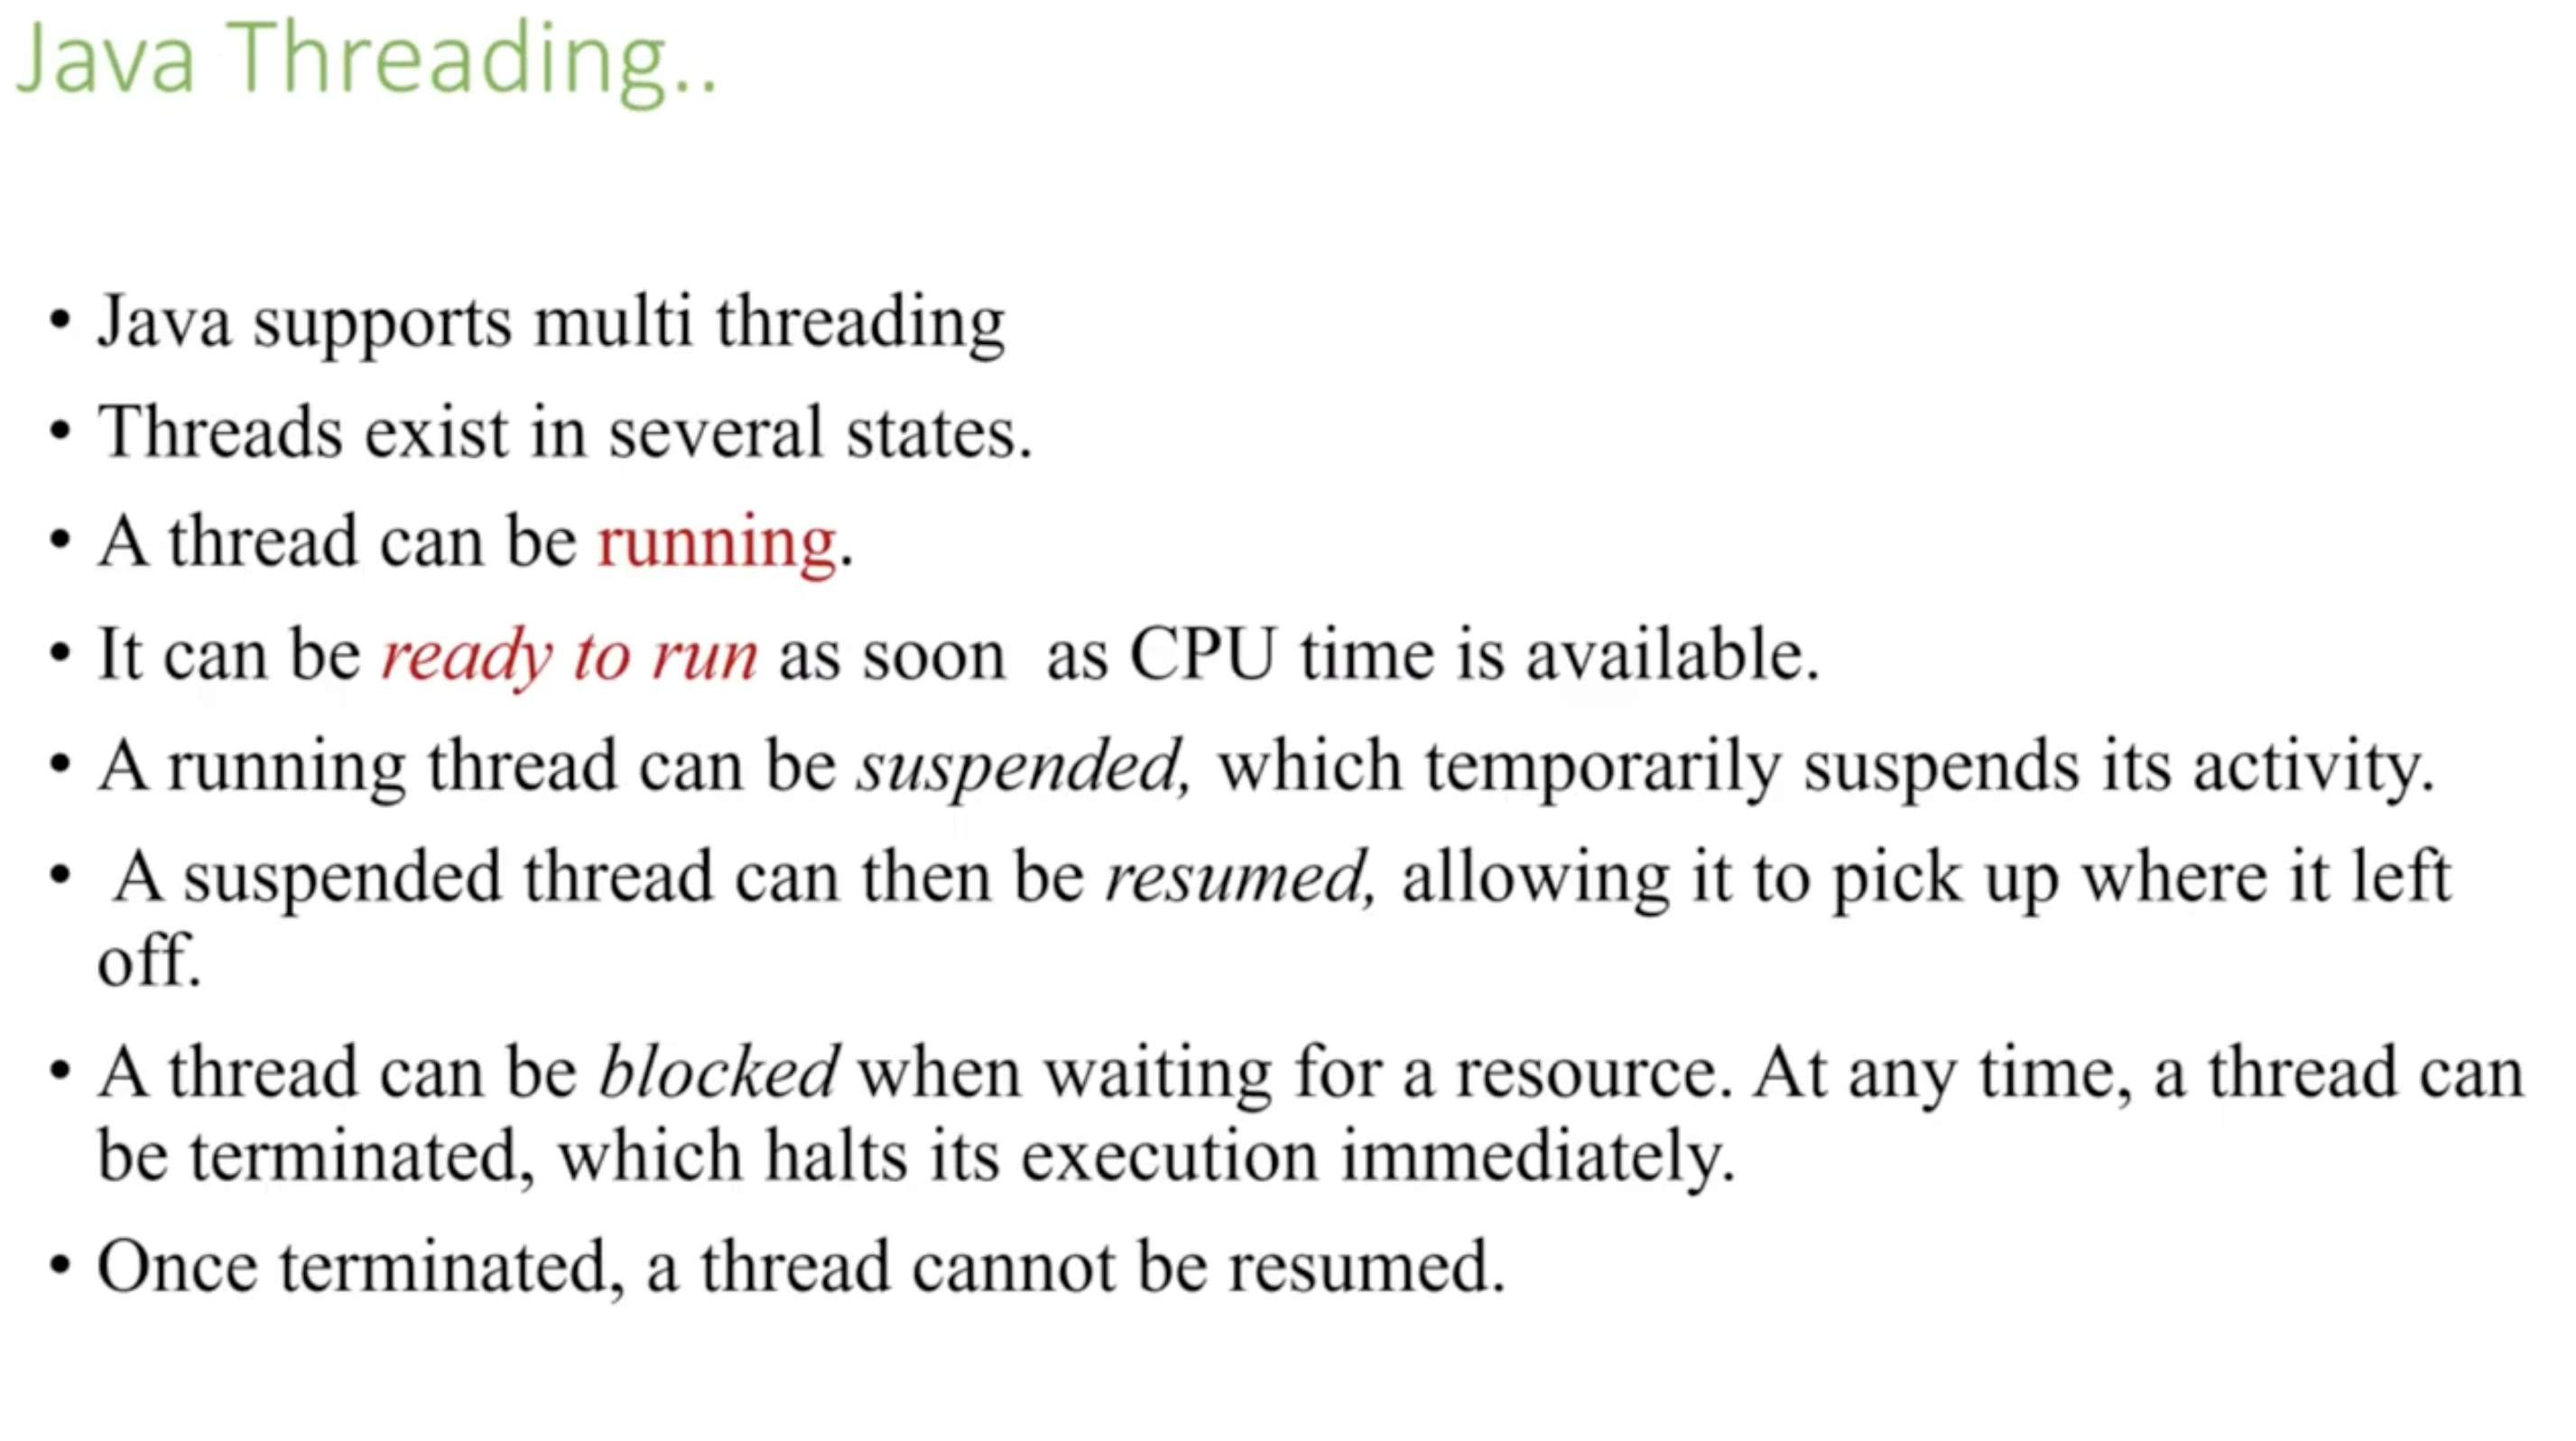 Java Threading..
• Java supports multi threading
• Threads exist in several states.
• A thread can be running.
• It can be ready to run as soon  as CPU time is available.
• A running thread can be suspended, which temporarily suspends its activity.
•  A suspended thread can then be resumed, allowing it to pick up where it left
off.
• A thread can be blocked when waiting for a resource. At any time, a thread can
be terminated, which halts its execution immediately.
• Once terminated, a thread cannot be resumed.